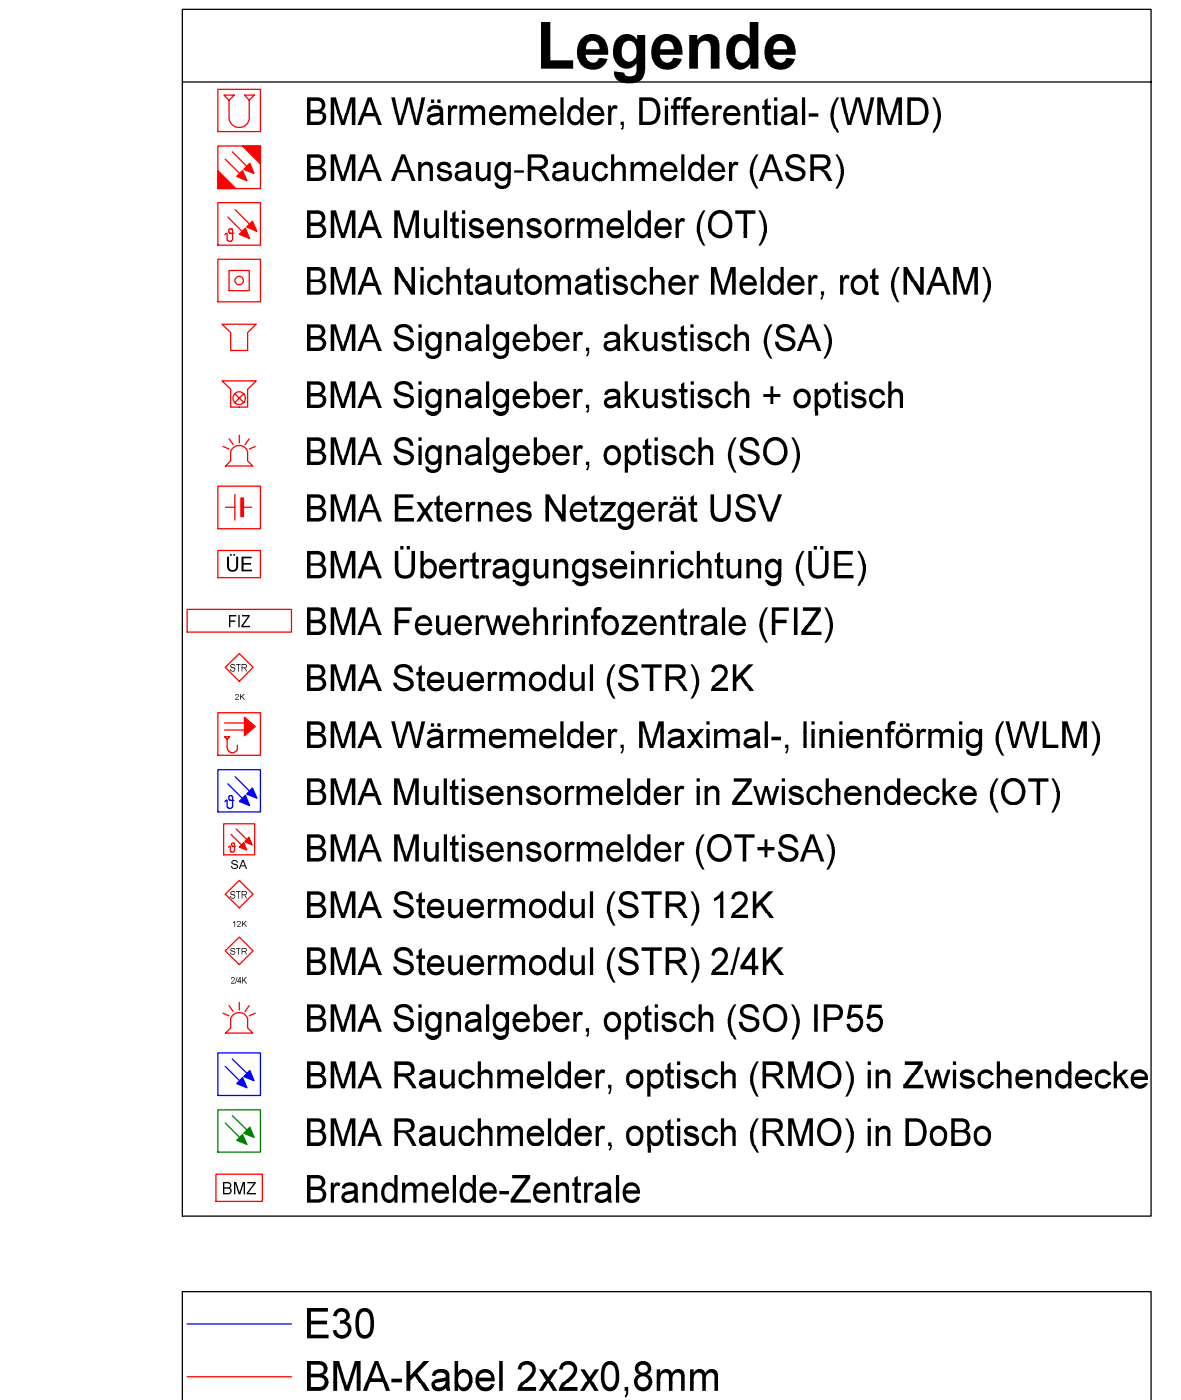 Legende
BMA Wärmemelder, Differential- (WMD)
BMA Ansaug-Rauchmelder (ASR)
ϑ BMA Multisensormelder (OT)
BMA Nichtautomatischer Melder, rot (NAM)
BMA Signalgeber, akustisch (SA)
BMA Signalgeber, akustisch + optisch
BMA Signalgeber, optisch (SO)
BMA Externes Netzgerät USV
ÜE BMA Übertragungseinrichtung (ÜE)
FIZ BMA Feuerwehrinfozentrale (FIZ)
STR
2K
BMA Steuermodul (STR) 2K
BMA Wärmemelder, Maximal-, linienförmig (WLM)
ϑ BMA Multisensormelder in Zwischendecke (OT)
ϑ
SA
BMA Multisensormelder (OT+SA)
STR
12K
BMA Steuermodul (STR) 12K
STR
2/4K
BMA Steuermodul (STR) 2/4K
BMA Signalgeber, optisch (SO) IP55
BMA Rauchmelder, optisch (RMO) in Zwischendecke
BMA Rauchmelder, optisch (RMO) in DoBo
BMZ Brandmelde-Zentrale
E30
BMA-Kabel 2x2x0,8mm